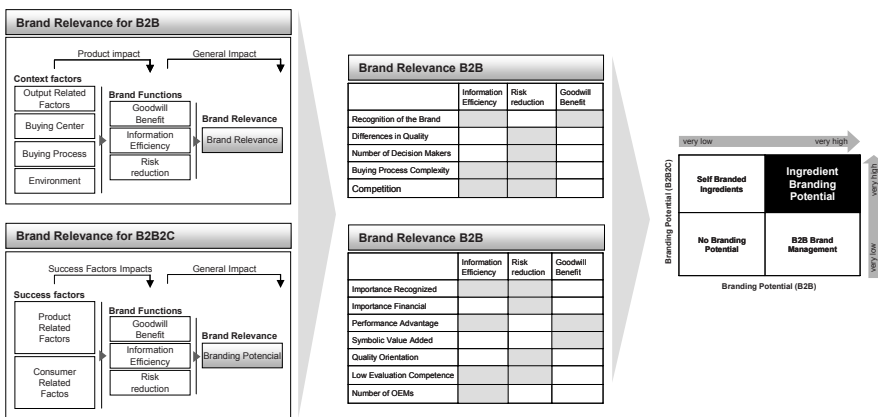 Brand Relevance for B2B
Product impact
General Impact
Context factors
Output Related
Factors
Buying Center
Buying Process
Environment
Brand Functions
Goodwill
Benefit
Information
Efficiency
Risk
reduction
Brand Relevance
Brand Relevance
Brand Relevance for B2B2C
Success Factors Impacts
General Impact
Success factors
Product
Related
Factors
Consumer
Related
Factos
Brand Functions
Goodwill
Benefit
Information
Efficiency
Risk
reduction
Brand Relevance
Branding Potencial
Brand Relevance B2B
Information
Efficiency
Risk
reduction
Goodwill
Benefit
Recognition of the Brand
Differences in Quality
Number of Decision Makers
Buying Process Complexity
Competition
Brand Relevance B2B
Information
Efficiency
Risk
reduction
Goodwill
Benefit
Importance Recognized
Importance Financial
Performance Advantage
Symbolic Value Added
Quality Orientation
Low Evaluation Competence
Number of OEMs
very low
very high
Branding Potential (B2B2C)
Self Branded
Ingredients
Ingredient
Branding
Potential
No Branding
Potential
B2B Brand
Management
very high
very low
Branding Potential (B2B)